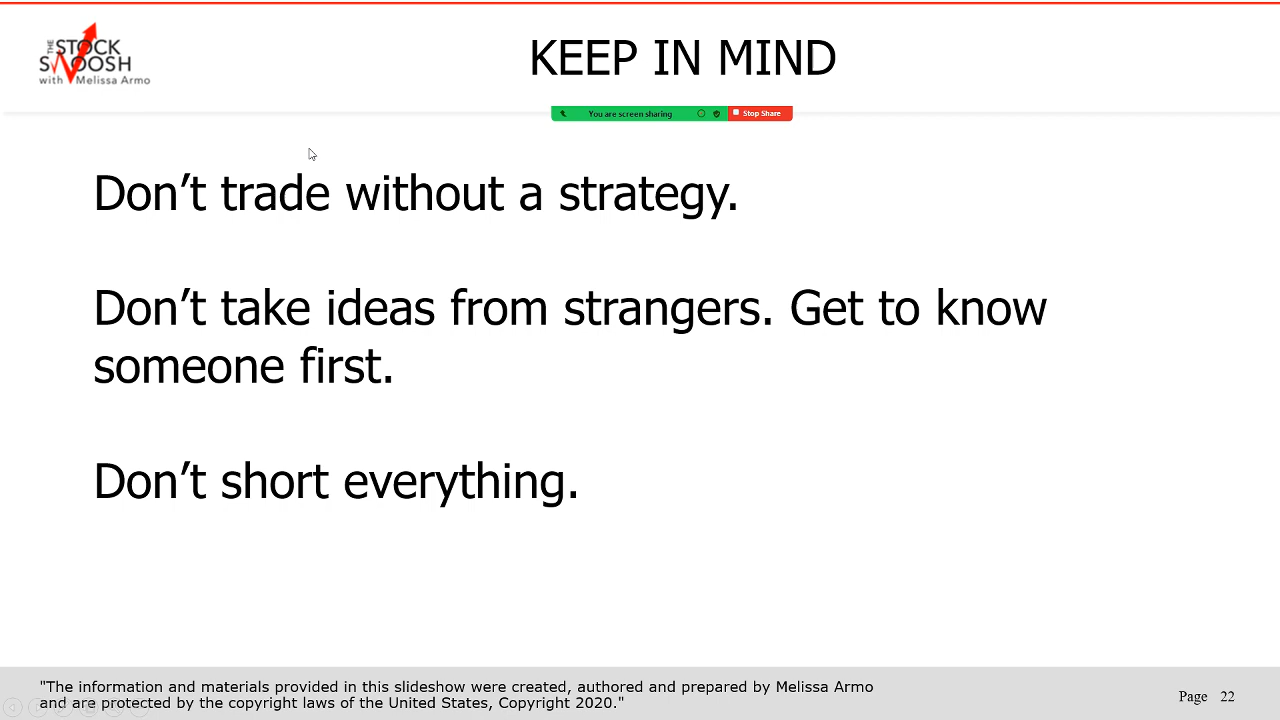 THE
STOCK
SWOOSH
with Melissa Armo
KEEP IN MIND
You are screen sharing
Stop Share
Don’t trade without a strategy.
Don’t take ideas from strangers. Get to know
someone first.
Don’t short everything.
"The information and materials provided in this slideshow were created, authored and prepared by Melissa Armo
and are protected by the copyright laws of the United States, Copyright 2020."
Page 22